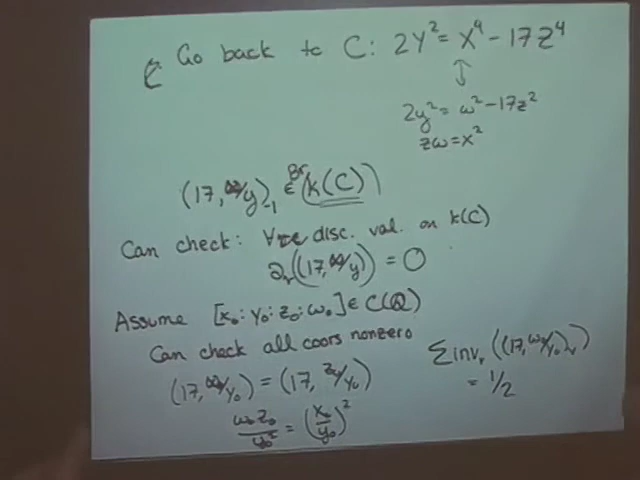 C Go back to C: 2Y² = X⁴ - 17Z⁴
↕
2y² = w² - 17z²
zw = x²
(17, w/y)₋₁ ∈ Br(k(C))
Can check: ∀ disc. val. on k(C)
∂ᵥ((17, w/y)) = 0
Assume [x₀ : y₀ : z₀ : w₀] ∈ C(Q)
Can check all coors nonzero
(17, w₀/y₀) = (17, z₀/y₀)
w₀z₀/y₀² = (x₀/y₀)²
Σ invᵥ((17, w₀/y₀)ᵥ)
= 1/2